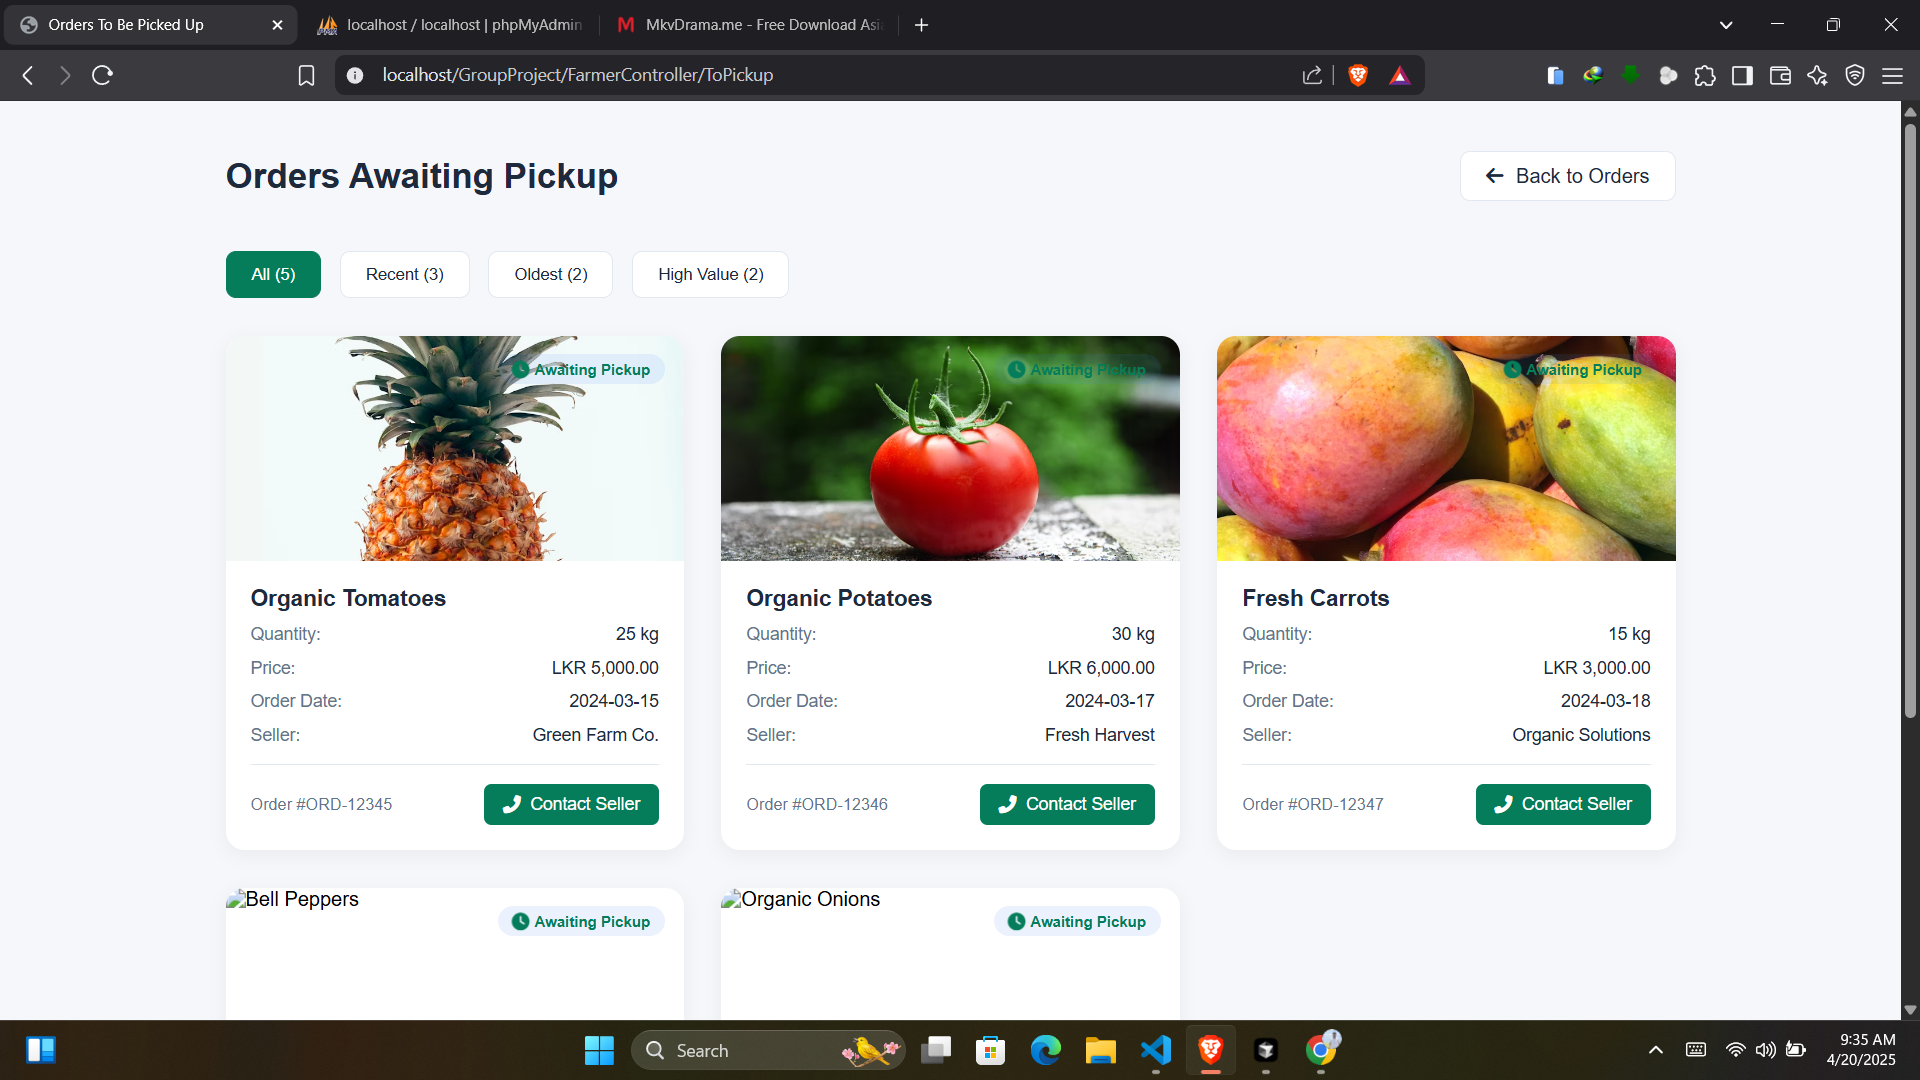 Orders To Be Picked Up
localhost / localhost | phpMyAdmin
MkvDrama.me - Free Download Asi
localhost/GroupProject/FarmerController/ToPickup
Orders Awaiting Pickup
Back to Orders
All (5)
Recent (3)
Oldest (2)
High Value (2)
Awaiting Pickup
Awaiting Pickup
Awaiting Pickup
Organic Tomatoes
Quantity: 25 kg
Price: LKR 5,000.00
Order Date: 2024-03-15
Seller: Green Farm Co.
Order #ORD-12345
Contact Seller
Organic Potatoes
Quantity: 30 kg
Price: LKR 6,000.00
Order Date: 2024-03-17
Seller: Fresh Harvest
Order #ORD-12346
Contact Seller
Fresh Carrots
Quantity: 15 kg
Price: LKR 3,000.00
Order Date: 2024-03-18
Seller: Organic Solutions
Order #ORD-12347
Contact Seller
Bell Peppers
Awaiting Pickup
Organic Onions
Awaiting Pickup
Search
9:35 AM
4/20/2025